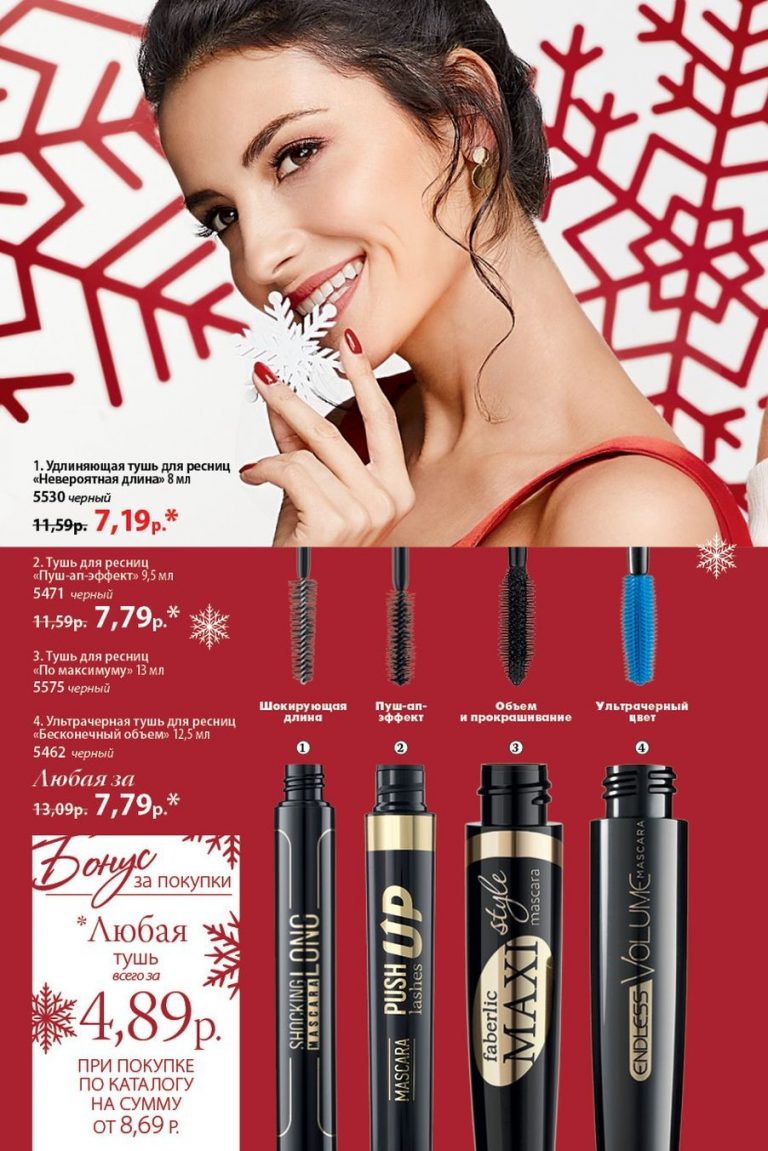 1. Удлиняющая тушь для ресниц
«Невероятная длина» 8 мл
5530 черный
11,59р. 7,19р.*
2. Тушь для ресниц
«Пуш-ап-эффект» 9,5 мл
5471 черный
11,59р. 7,79р.*
3. Тушь для ресниц
«По максимуму» 13 мл
5575 черный
4. Ультрачерная тушь для ресниц
«Бесконечный объем» 12,5 мл
5462 черный
Любая за
13,09р. 7,79р.*
Шокирующая
длина
1
Пуш-ап-
эффект
2
Объем
и прокрашивание
3
Ультрачерный
цвет
4
Бонус
за покупки
*Любая
тушь
всего за
4,89р.
ПРИ ПОКУПКЕ
ПО КАТАЛОГУ
НА СУММУ
ОТ 8,69 Р.
SHOCKING LONG
MASCARA
PUSH UP
lashes
MASCARA
faberlic
MAXI
style
mascara
ENDLESS VOLUME
MASCARA